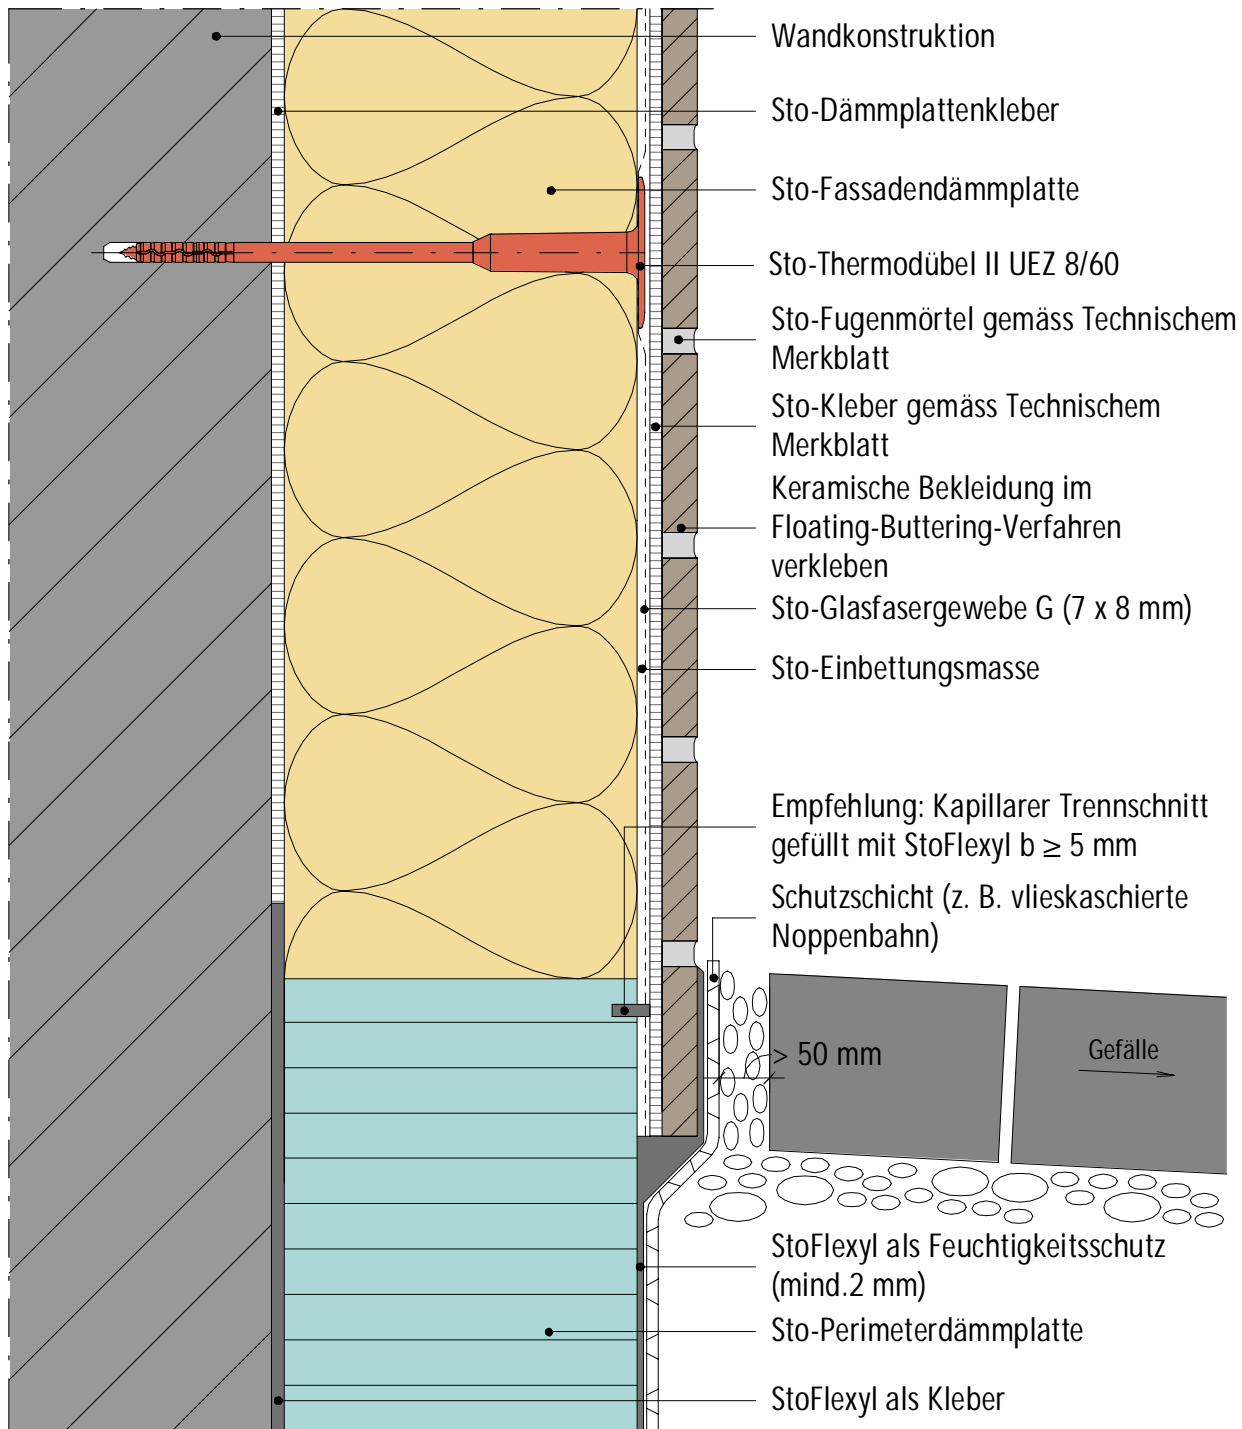 Wandkonstruktion
Sto-Dämmplattenkleber
Sto-Fassadendämmplatte
Sto-Thermodübel II UEZ 8/60
Sto-Fugenmörtel gemäss Technischem
Merkblatt
Sto-Kleber gemäss Technischem
Merkblatt
Keramische Bekleidung im
Floating-Buttering-Verfahren
verkleben
Sto-Glasfasergewebe G (7 x 8 mm)
Sto-Einbettungsmasse
Empfehlung: Kapillarer Trennschnitt
gefüllt mit StoFlexyl b ≥ 5 mm
Schutzschicht (z. B. vlieskaschierte
Noppenbahn)
> 50 mm
Gefälle
StoFlexyl als Feuchtigkeitsschutz
(mind.2 mm)
Sto-Perimeterdämmplatte
StoFlexyl als Kleber